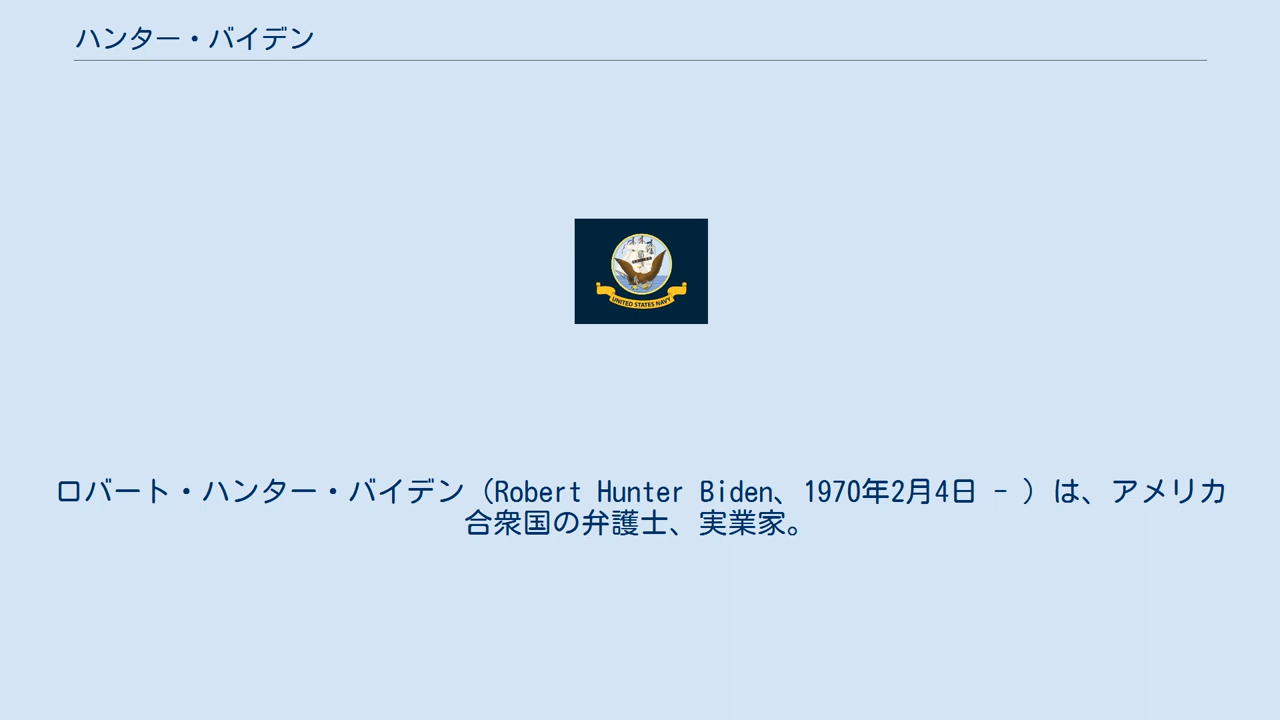 ハンター・バイデン
UNITED STATES NAVY
ロバート・ハンター・バイデン（Robert Hunter Biden、1970年2月4日 - ）は、アメリカ
合衆国の弁護士、実業家。